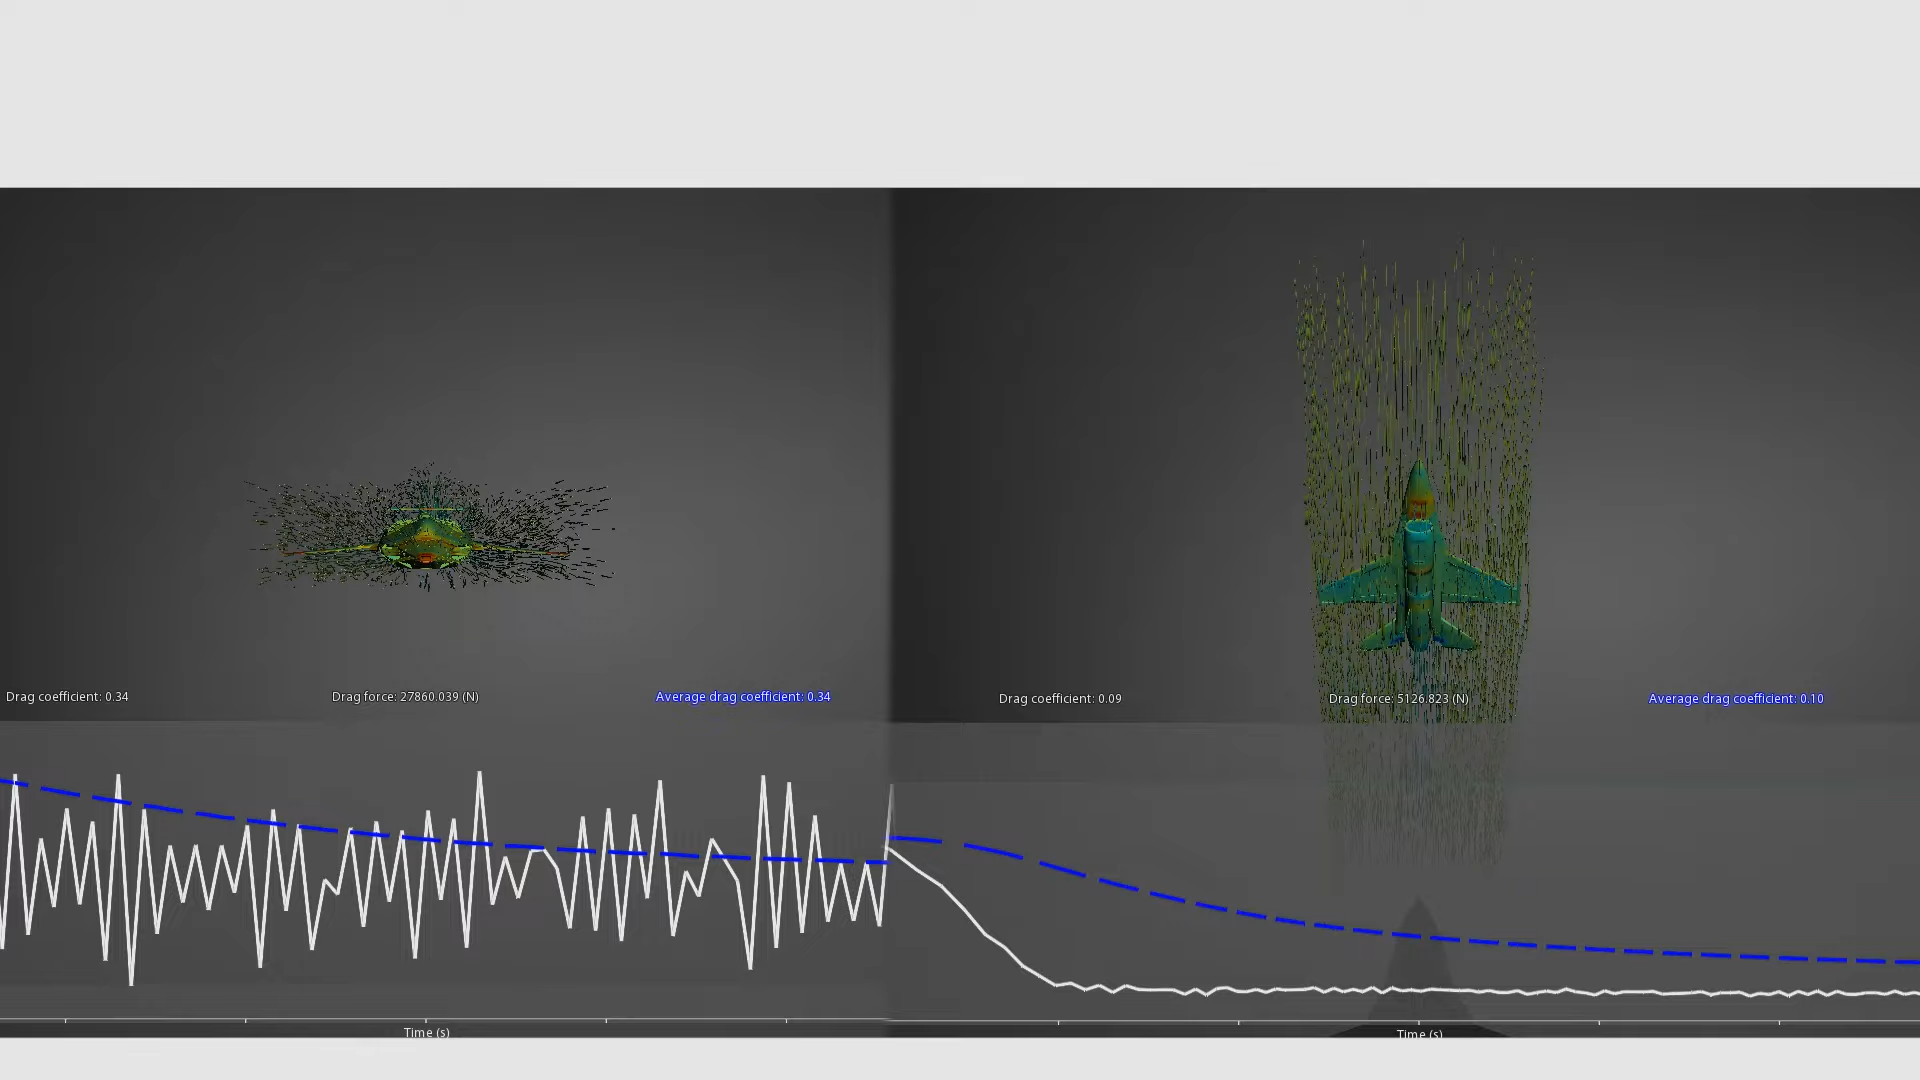 Drag coefficient: 0.34
Drag force: 27860.039 (N)
Average drag coefficient: 0.34
Time (s)
Drag coefficient: 0.09
Drag force: 5126.823 (N)
Average drag coefficient: 0.10
Time (s)